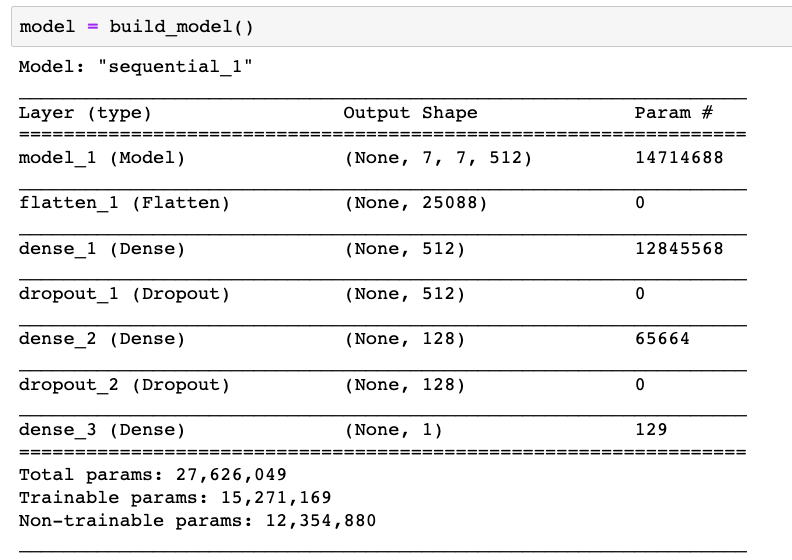 model = build_model()
Model: "sequential_1"
Layer (type) Output Shape Param #
=================================================================
model_1 (Model) (None, 7, 7, 512) 14714688
flatten_1 (Flatten) (None, 25088) 0
dense_1 (Dense) (None, 512) 12845568
dropout_1 (Dropout) (None, 512) 0
dense_2 (Dense) (None, 128) 65664
dropout_2 (Dropout) (None, 128) 0
dense_3 (Dense) (None, 1) 129
=================================================================
Total params: 27,626,049
Trainable params: 15,271,169
Non-trainable params: 12,354,880